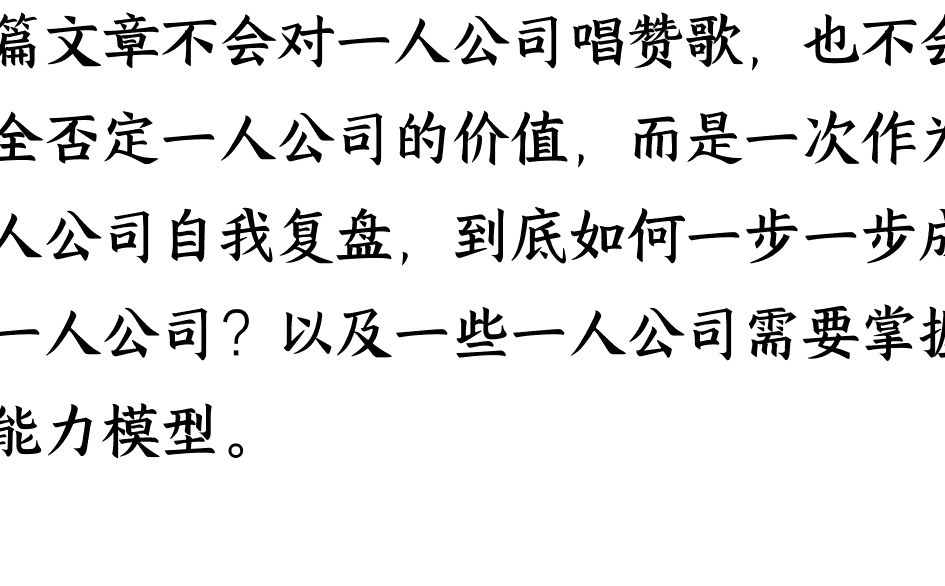 篇文章不会对一人公司唱赞歌，也不会
全否定一人公司的价值，而是一次作为
人公司自我复盘，到底如何一步一步成
一人公司？以及一些一人公司需要掌握
能力模型。